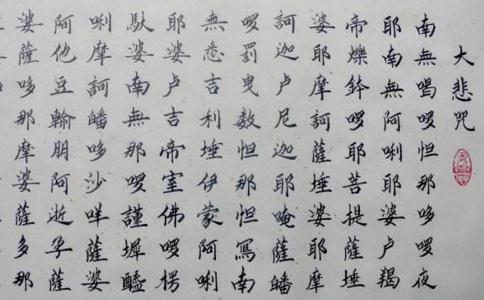 大悲咒
南無喝囉怛那哆囉夜
耶南無阿唎耶婆盧羯
帝爍鉢囉耶菩提薩埵
婆耶摩訶薩埵婆耶摩
訶迦盧尼迦耶唵薩皤
囉罰曳數怛那怛寫南
無悉吉利埵伊蒙阿唎
耶婆盧吉帝室佛囉楞
馱婆南無那囉謹墀醯
唎摩訶皤哆沙咩薩婆
阿他豆輸朋阿逝孕薩
婆薩哆那摩婆薩多那